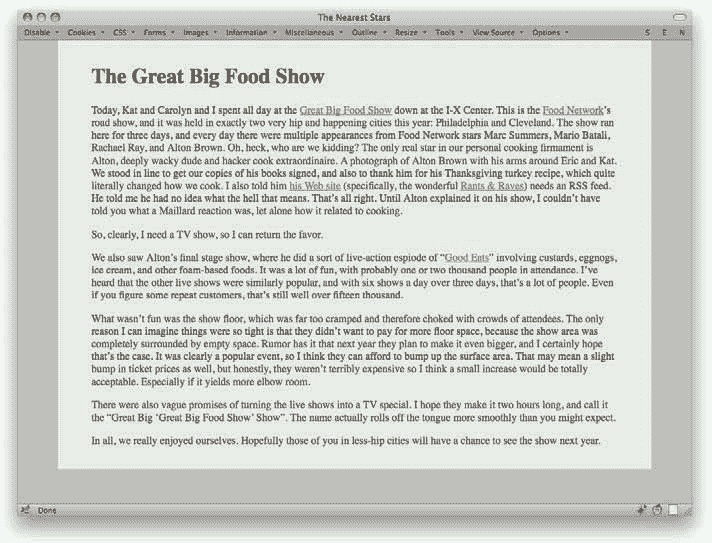 The Nearest Stars
Disable Cookies CSS Forms Images Information Miscellaneous Outline Resize Tools View Source Options S E N
The Great Big Food Show
Today, Kat and Carolyn and I spent all day at the Great Big Food Show down at the I-X Center. This is the Food Network's
road show, and it was held in exactly two very hip and happening cities this year: Philadelphia and Cleveland. The show ran
here for three days, and every day there were multiple appearances from Food Network stars Marc Summers, Mario Batali,
Rachael Ray, and Alton Brown. Oh, heck, who are we kidding? The only real star in our personal cooking firmament is
Alton, deeply wacky dude and hacker cook extraordinaire. A photograph of Alton Brown with his arms around Eric and Kat.
We stood in line to get our copies of his books signed, and also to thank him for his Thanksgiving turkey recipe, which quite
literally changed how we cook. I also told him his Web site (specifically, the wonderful Rants & Raves) needs an RSS feed.
He told me he had no idea what the hell that means. That's all right. Until Alton explained it on his show, I couldn't have
told you what a Maillard reaction was, let alone how it related to cooking.
So, clearly, I need a TV show, so I can return the favor.
We also saw Alton's final stage show, where he did a sort of live-action espiode of “Good Eats” involving custards, eggnogs,
ice cream, and other foam-based foods. It was a lot of fun, with probably one or two thousand people in attendance. I've
heard that the other live shows were similarly popular, and with six shows a day over three days, that's a lot of people. Even
if you figure some repeat customers, that's still well over fifteen thousand.
What wasn't fun was the show floor, which was far too cramped and therefore choked with crowds of attendees. The only
reason I can imagine things were so tight is that they didn't want to pay for more floor space, because the show area was
completely surrounded by empty space. Rumor has it that next year they plan to make it even bigger, and I certainly hope
that's the case. It was clearly a popular event, so I think they can afford to bump up the surface area. That may mean a slight
bump in ticket prices as well, but honestly, they weren't terribly expensive so I think a small increase would be totally
acceptable. Especially if it yields more elbow room.
There were also vague promises of turning the live shows into a TV special. I hope they make it two hours long, and call it
the “Great Big ‘Great Big Food Show’ Show”. The name actually rolls off the tongue more smoothly than you might expect.
In all, we really enjoyed ourselves. Hopefully those of you in less-hip cities will have a chance to see the show next year.
Done